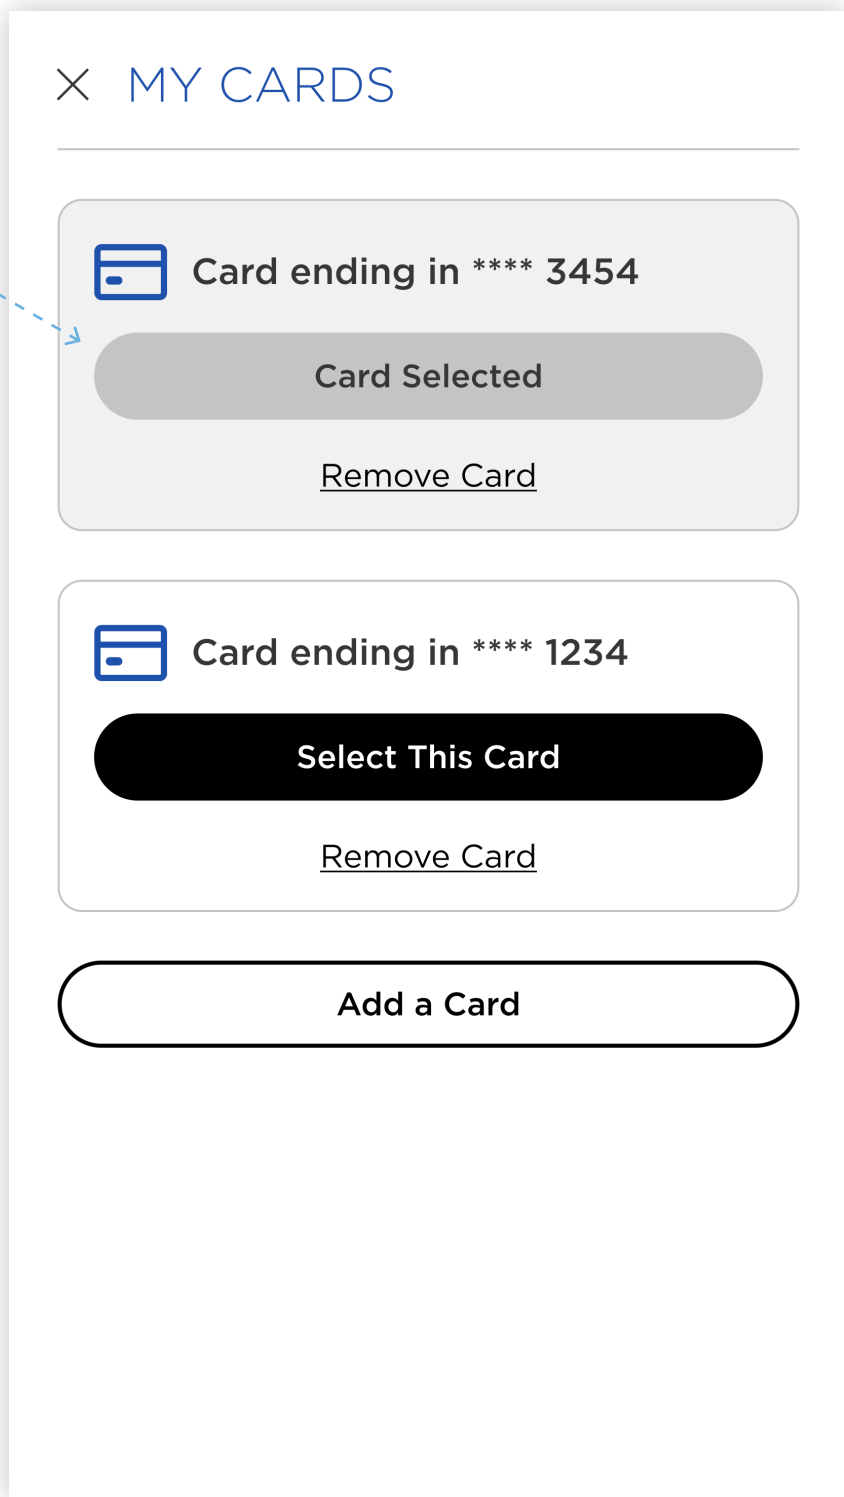 MY CARDS
Card ending in **** 3454
Card Selected
Remove Card
Card ending in **** 1234
Select This Card
Remove Card
Add a Card